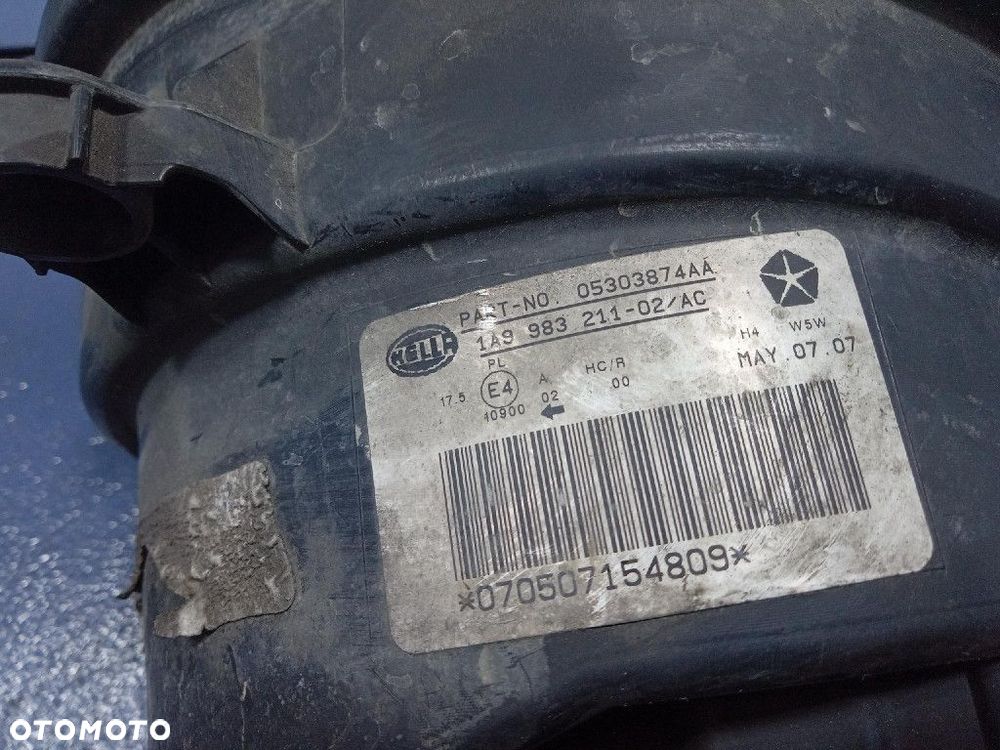 PART-NO. 05303874AA
HELLA
1A9 983 211-02/AC
PL
HC/R
H4 W5W
17.5 E4 A 00 MAY 07.07
10900 02
*070507154809*
OTOMOTO